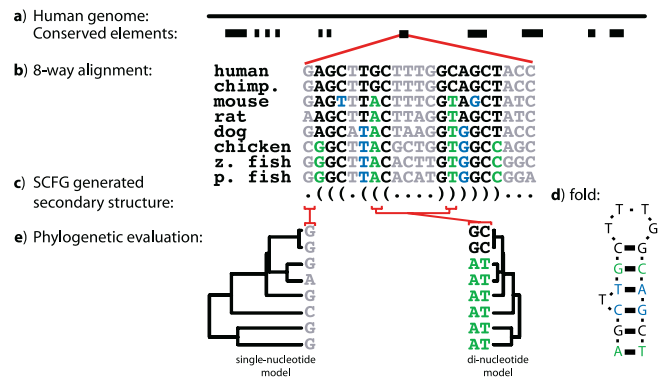 a) Human genome:
Conserved elements:
b) 8-way alignment:
human GAGCTTGCTTTGGCAGCTACC
chimp. GAGCTTGCTTTGGCAGCTACC
mouse GAGTTTACTTTCGTAGCTATC
rat AAGCTTACTTAGGTAGCTATC
dog GAGCATACTAAGGTGGCTACC
chicken CGGCTTACGCTGGTGGCCAGC
z. fish GGGCTTACACTTGTGGCCGGC
p. fish GGGCTTACATTGGTGGCCGGA
c) SCFG generated
secondary structure:
.(((.(((....))))))...
d) fold:
e) Phylogenetic evaluation:
G GC
G GC
G AT
A AT
G AT
C AT
G AT
G AT
single-nucleotide
model
di-nucleotide
model
T T
T G
C G
G C
T A
T
C G
G C
A T